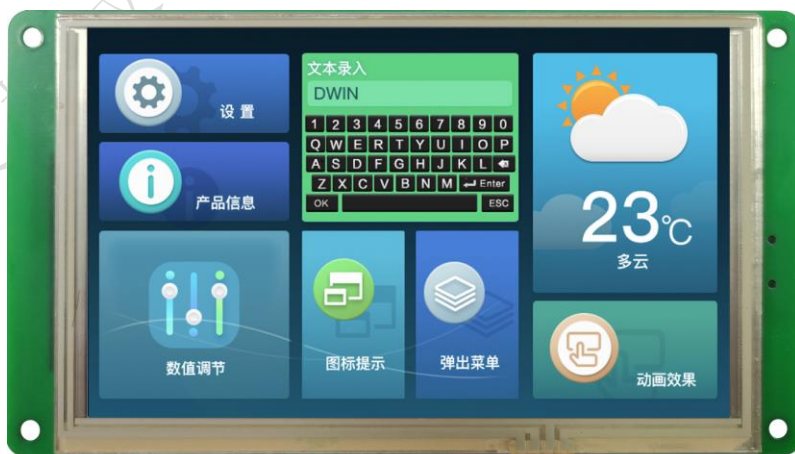 设置
产品信息
数值调节
文本录入
DWIN
1 2 3 4 5 6 7 8 9 0
Q W E R T Y U I O P
A S D F G H J K L
Z X C V B N M Enter
OK ESC
图标提示
弹出菜单
23℃
多云
动画效果